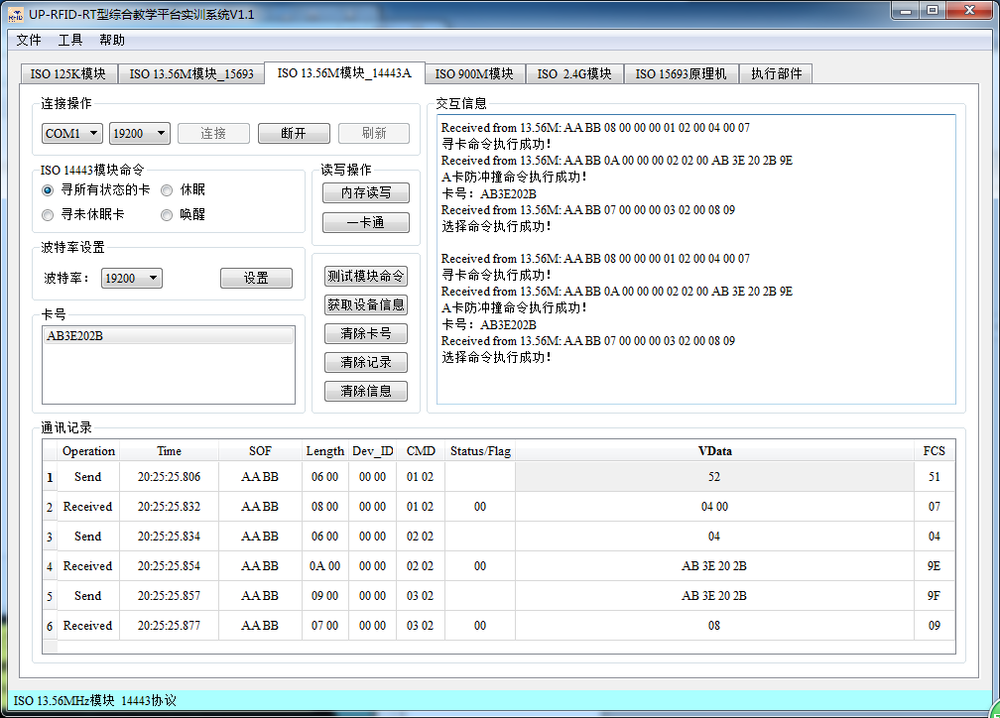 UP-RFID-RT型综合教学平台实训系统V1.1
文件 工具 帮助
ISO 125K模块 ISO 13.56M模块_15693 ISO 13.56M模块_14443A ISO 900M模块 ISO 2.4G模块 ISO 15693原理机 执行部件
连接操作
COM1 19200 连接 断开 刷新
ISO 14443模块命令
寻所有状态的卡 休眠
寻未休眠卡 唤醒
读写操作
内存读写
一卡通
波特率设置
波特率： 19200 设置
卡号
AB3E202B
测试模块命令
获取设备信息
清除卡号
清除记录
清除信息
交互信息
Received from 13.56M: AA BB 08 00 00 00 01 02 00 04 00 07
寻卡命令执行成功！
Received from 13.56M: AA BB 0A 00 00 00 02 02 00 AB 3E 20 2B 9E
A卡防冲撞命令执行成功！
卡号：AB3E202B
Received from 13.56M: AA BB 07 00 00 00 03 02 00 08 09
选择命令执行成功！
Received from 13.56M: AA BB 08 00 00 00 01 02 00 04 00 07
寻卡命令执行成功！
Received from 13.56M: AA BB 0A 00 00 00 02 02 00 AB 3E 20 2B 9E
A卡防冲撞命令执行成功！
卡号：AB3E202B
Received from 13.56M: AA BB 07 00 00 00 03 02 00 08 09
选择命令执行成功！
通讯记录
Operation Time SOF Length Dev_ID CMD Status/Flag VData FCS
1 Send 20:25:25.806 AA BB 06 00 00 00 01 02 52 51
2 Received 20:25:25.832 AA BB 08 00 00 00 01 02 00 04 00 07
3 Send 20:25:25.834 AA BB 06 00 00 00 02 02 04 04
4 Received 20:25:25.854 AA BB 0A 00 00 00 02 02 00 AB 3E 20 2B 9E
5 Send 20:25:25.857 AA BB 09 00 00 00 03 02 AB 3E 20 2B 9F
6 Received 20:25:25.877 AA BB 07 00 00 00 03 02 00 08 09
ISO 13.56MHz模块 14443协议